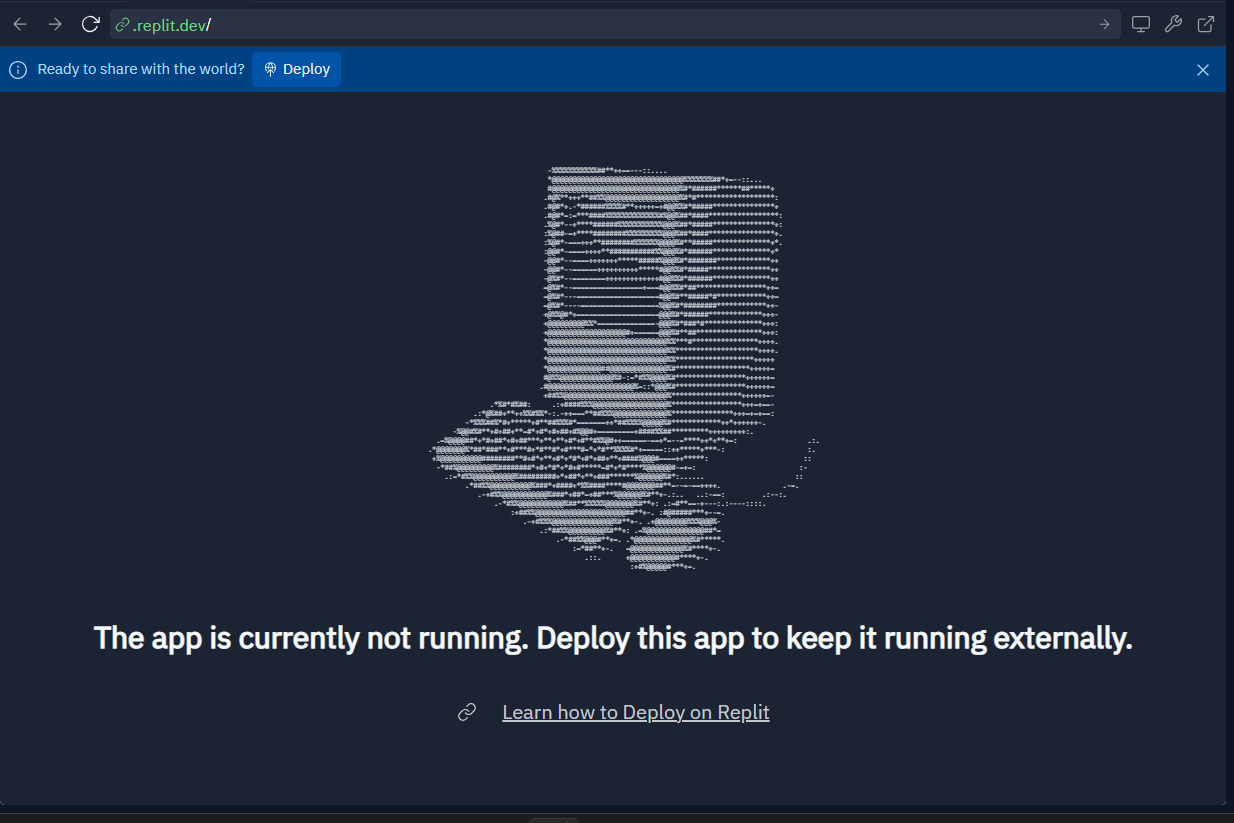 .replit.dev/
Ready to share with the world? Deploy
The app is currently not running. Deploy this app to keep it running externally.
Learn how to Deploy on Replit